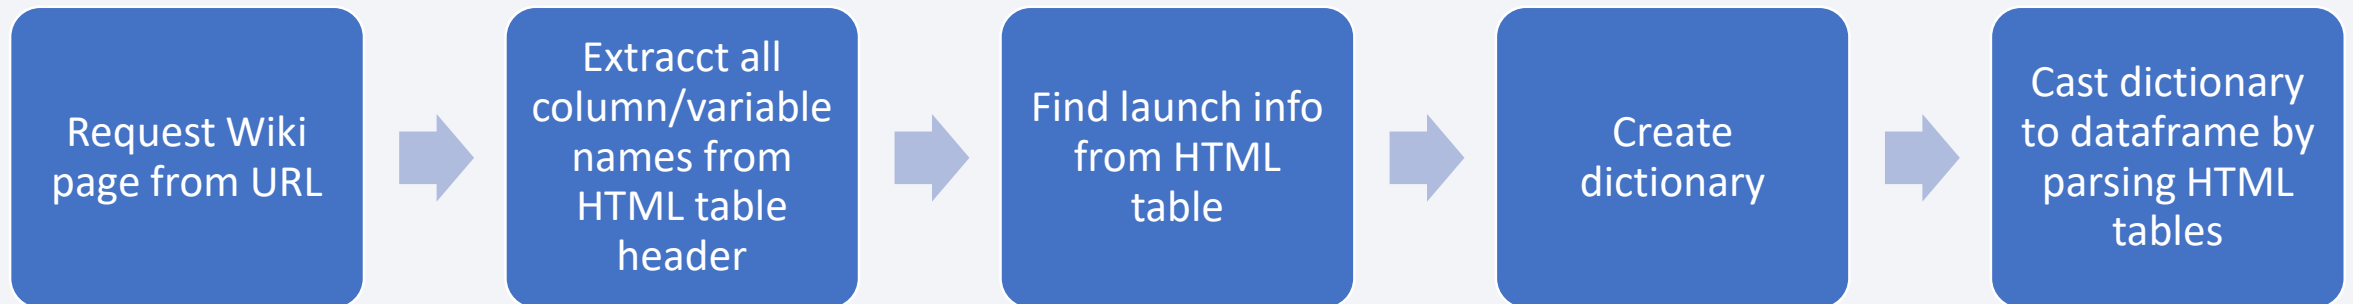 Request Wiki
page from URL
Extracct all
column/variable
names from
HTML table
header
Find launch info
from HTML
table
Create
dictionary
Cast dictionary
to dataframe by
parsing HTML
tables